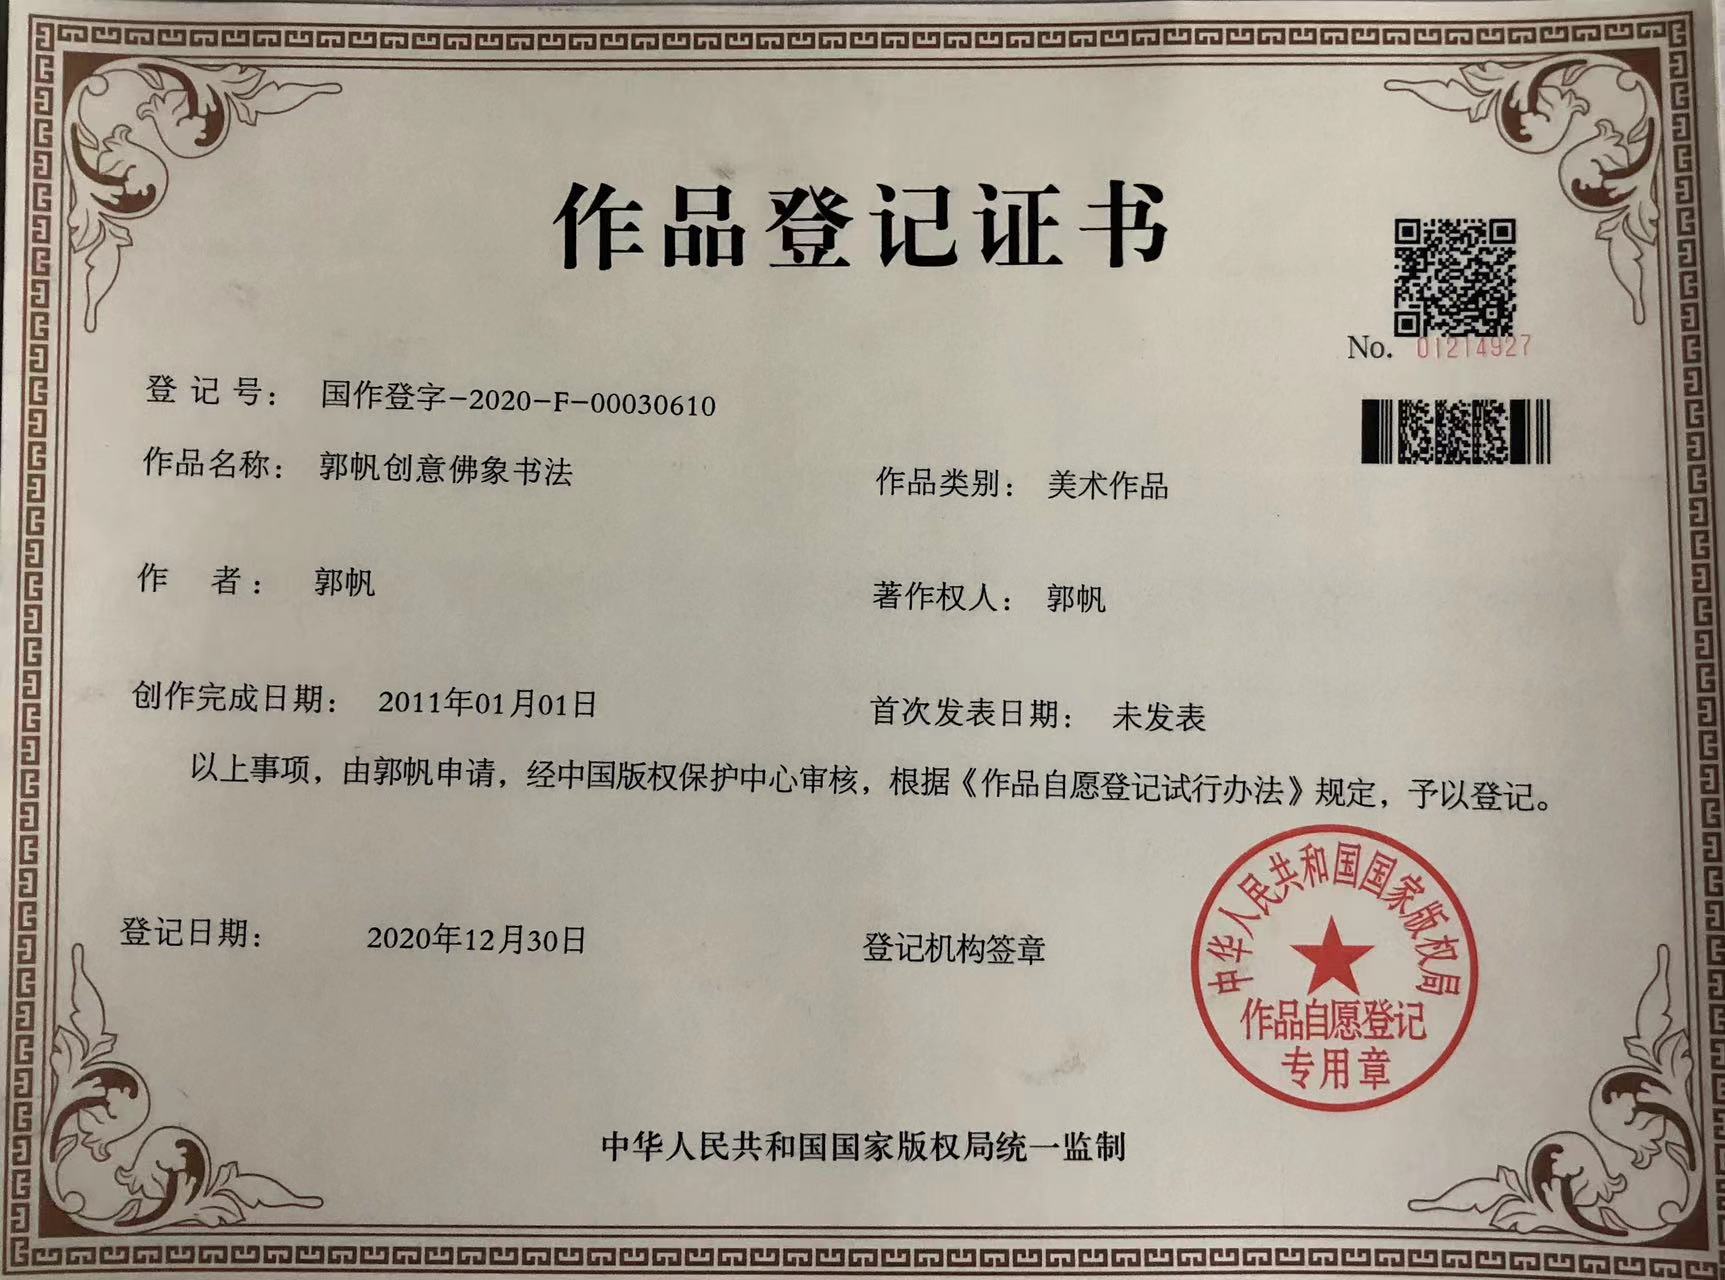 作品登记证书
No. 01214927
登记号： 国作登字-2020-F-00030610
作品名称： 郭帆创意佛象书法
作品类别： 美术作品
作者： 郭帆
著作权人： 郭帆
创作完成日期： 2011年01月01日
首次发表日期： 未发表
以上事项，由郭帆申请，经中国版权保护中心审核，根据《作品自愿登记试行办法》规定，予以登记。
登记日期： 2020年12月30日
登记机构签章
中华人民共和国国家版权局
作品自愿登记
专用章
中华人民共和国国家版权局统一监制